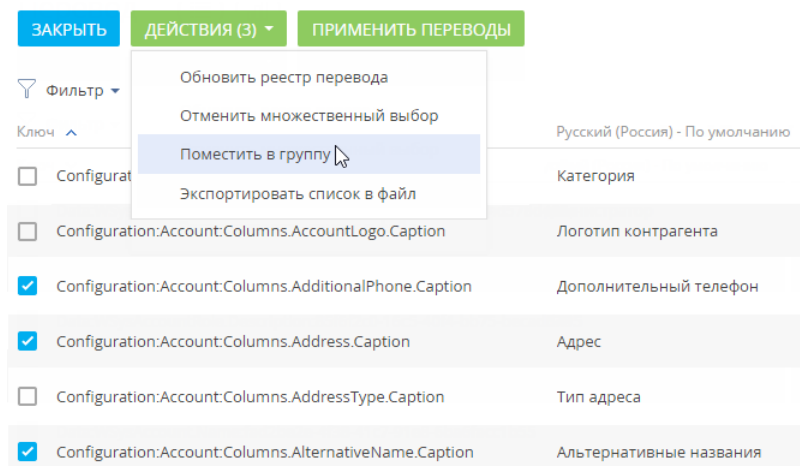 ЗАКРЫТЬ ДЕЙСТВИЯ (3) ПРИМЕНИТЬ ПЕРЕВОДЫ
Обновить реестр перевода
Фильтр
Отменить множественный выбор
Ключ Русский (Россия) - По умолчанию
Поместить в группу
Configurat Категория
Экспортировать список в файл
Configuration:Account:Columns.AccountLogo.Caption Логотип контрагента
Configuration:Account:Columns.AdditionalPhone.Caption Дополнительный телефон
Configuration:Account:Columns.Address.Caption Адрес
Configuration:Account:Columns.AddressType.Caption Тип адреса
Configuration:Account:Columns.AlternativeName.Caption Альтернативные названия